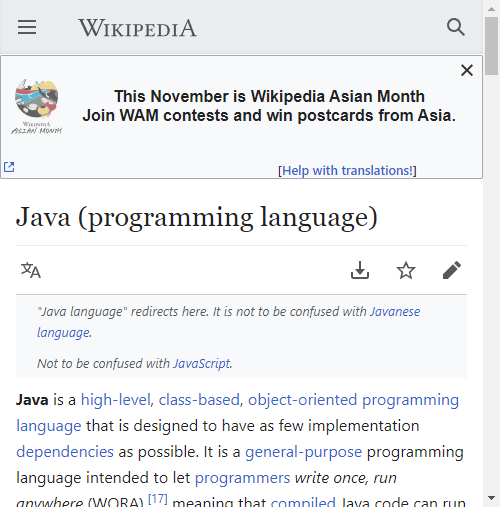 WIKIPEDIA
This November is Wikipedia Asian Month
Join WAM contests and win postcards from Asia.
WIKIPEDIA
ASIAN MONTH
[Help with translations!]
Java (programming language)
"Java language" redirects here. It is not to be confused with Javanese
language.
Not to be confused with JavaScript.
Java is a high-level, class-based, object-oriented programming
language that is designed to have as few implementation
dependencies as possible. It is a general-purpose programming
language intended to let programmers write once, run
anywhere (WORA),[17] meaning that compiled Java code can run